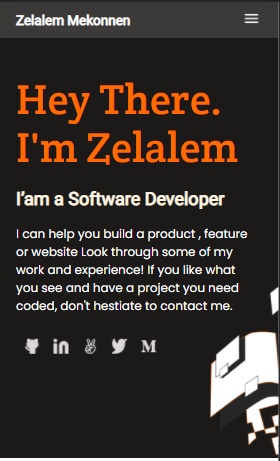 Zelalem Mekonnen
Hey There.
I'm Zelalem
I'am a Software Developer
I can help you build a product , feature
or website Look through some of my
work and experience! If you like what
you see and have a project you need
coded, don't hestiate to contact me.